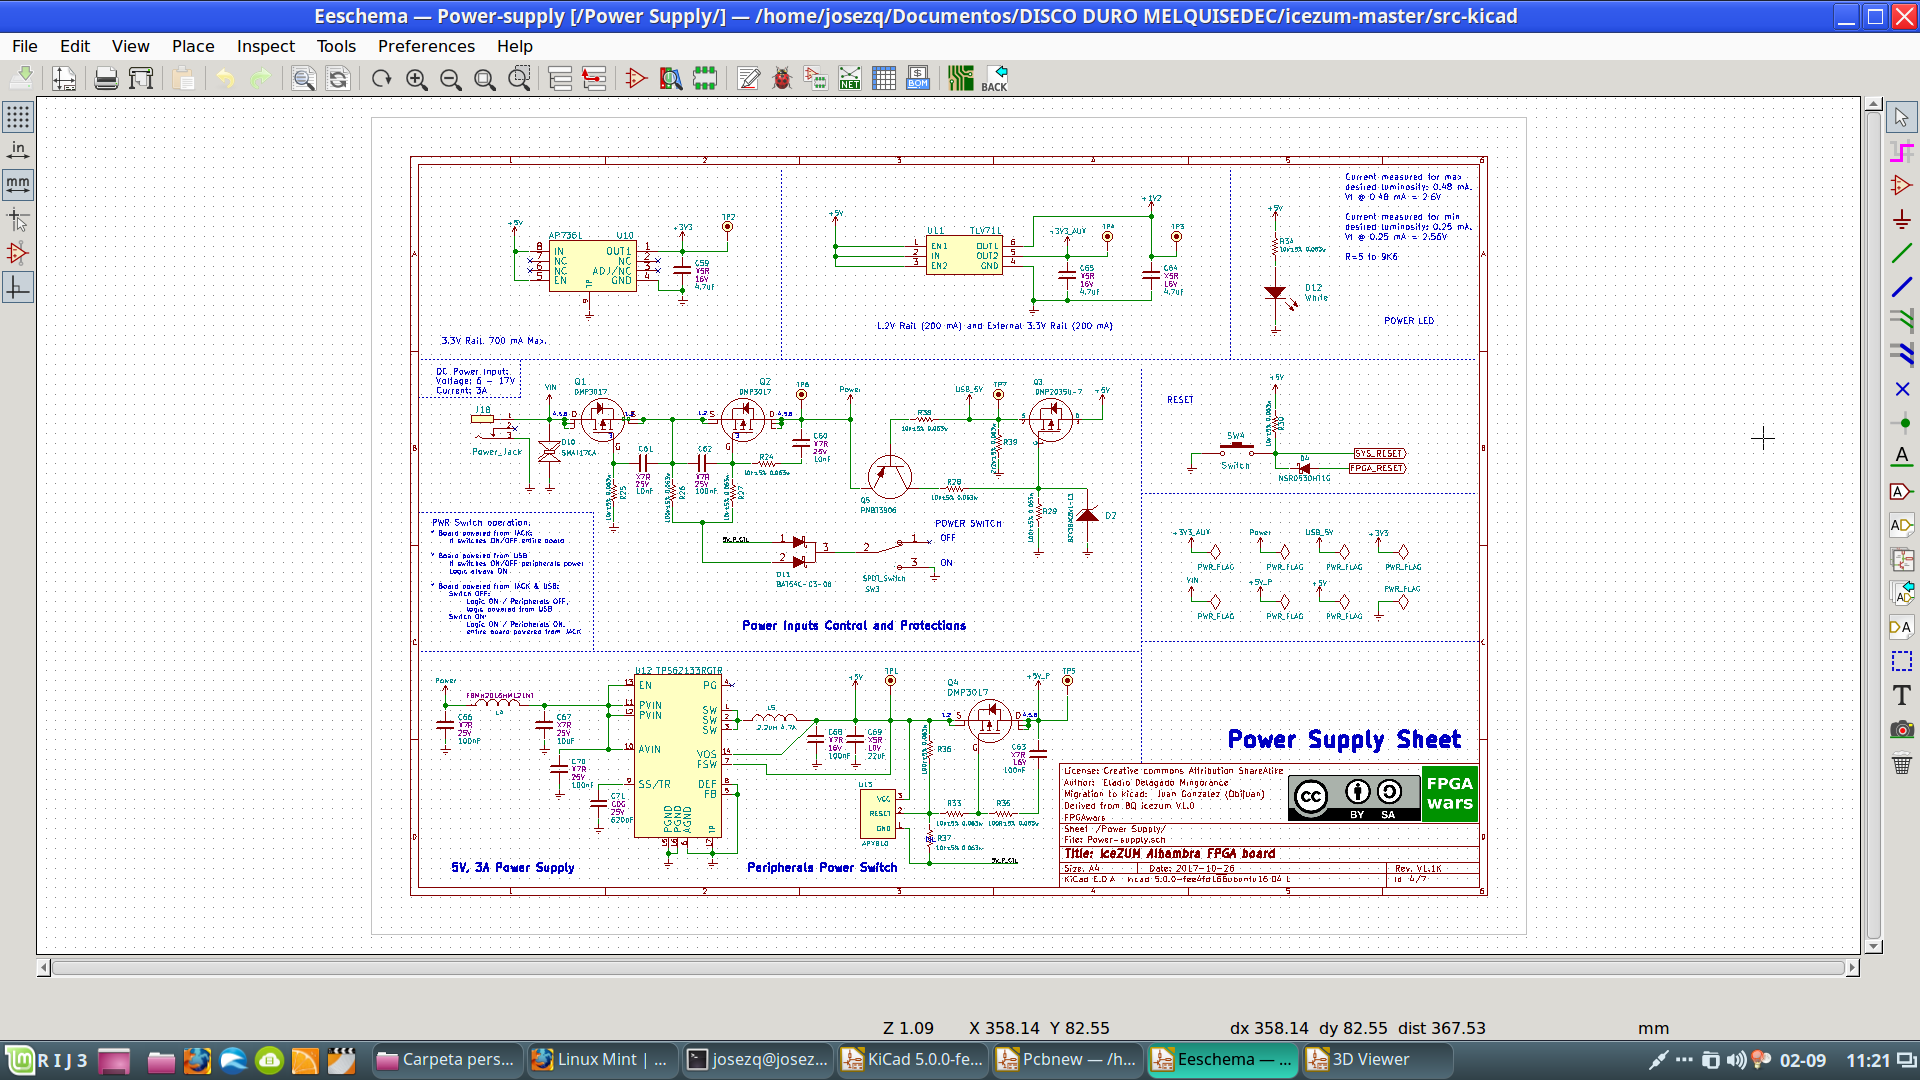 Eeschema — Power-supply [/Power Supply/] — /home/josezq/Documentos/DISCO DURO MELQUISEDEC/icezum-master/src-kicad
File Edit View Place Inspect Tools Preferences Help
NET
BOM
BACK
in
mm
Current measured for max
desired luminosity: 0.48 mA.
Vf @ 0.48 mA = 2.6V
Current measured for min
desired luminosity: 0.25 mA.
Vf @ 0.25 mA = 2.56V
R=5 to 9K6
+5V
AP7361 U10
IN
NC
NC
EN
OUT1
NC
ADJ/NC
GND
+3V3
TP2
C59
X5R
16V
4.7uF
3.3V Rail. 700 mA Max.
+5V
U11 TLV711
EN1
IN
EN2
OUT1
OUT2
GND
+3V3_AUX
TP4
+1V2
TP3
C65
X5R
16V
4.7uF
C64
X5R
4.7uF
1.2V Rail (200 mA) and External 3.3V Rail (200 mA)
+5V
R34
D12
White
POWER LED
DC Power Input:
Voltage: 6 - 17V
Current: 3A
J18
Power_Jack
VIN
D10
Q1
DMP3017
Q2
DMP3017
TP6
C61
X7R
25V
10nF
C62
X7R
25V
100nF
C60
X7R
25V
10nF
R24
R25
R26
R27
Power
R38
USB_5V
TP7
Q3
DMP2035U-7
+5V
R39
Q5
PNBT3906
R28
R29
D2
POWER SWITCH
OFF
ON
D11
BAT54C-03-08
SPDT_Switch
SW3
PWR Switch operation:
* Board powered from JACK:
it switches ON/OFF entire board
* Board powered from USB
it switches ON/OFF peripherals power
Logic always ON
* Board powered from JACK & USB:
Switch OFF:
Logic ON / Peripherals OFF,
Logic powered from USB
Switch ON:
Logic ON / Peripherals ON,
entire board powered from JACK
Power Inputs Control and Protections
RESET
+5V
R30
SW4
Switch
D4
NSR0530HT1G
SYS_RESET
FPGA_RESET
+3V3_AUX Power USB_5V +3V3
PWR_FLAG PWR_FLAG PWR_FLAG PWR_FLAG
VIN +5V_P +5V PWR_FLAG
PWR_FLAG PWR_FLAG PWR_FLAG
Power
C66
X7R
25V
100nF
C67
X7R
25V
10uF
C70
X7R
25V
100nF
C71
C0G
25V
U12 TPS62133RGTR
EN
PVIN
PVIN
AVIN
SS/TR
PG
SW
SW
SW
VOS
FSW
DEF
FB
PGND
PGND
AGND
L5
2.2uH 4.7A
C68
X7R
16V
100nF
C69
X5R
10V
22uF
+5V
TP1
Q4
DMP3017
+5V_P
TP5
R36
C63
X7R
16V
100nF
U13
VCC
RESET
GND
R33
R37
5V, 3A Power Supply
Peripherals Power Switch
Power Supply Sheet
License: Creative commons Attribution ShareAlike
Author: Eladio Delagado Mingorance
Migration to kicad: Juan Gonzalez (Obijuan)
Derived from BQ icezum V1.0
FPGAwars
cc BY SA
FPGA
wars
Sheet: /Power Supply/
File: Power-supply.sch
Title: IceZUM Alhambra FPGA board
Size: A4 Date: 2017-10-26 Rev: V1.1K
KiCad E.D.A. kicad 5.0.0-fee4fd1~66~ubuntu16.04.1 Id: 4/7
Z 1.09 X 358.14 Y 82.55 dx 358.14 dy 82.55 dist 367.53 mm
R I J 3
Carpeta pers... Linux Mint | ... josezq@josez... KiCad 5.0.0-fe... Pcbnew — /h... Eeschema — ... 3D Viewer
02-09 11:21